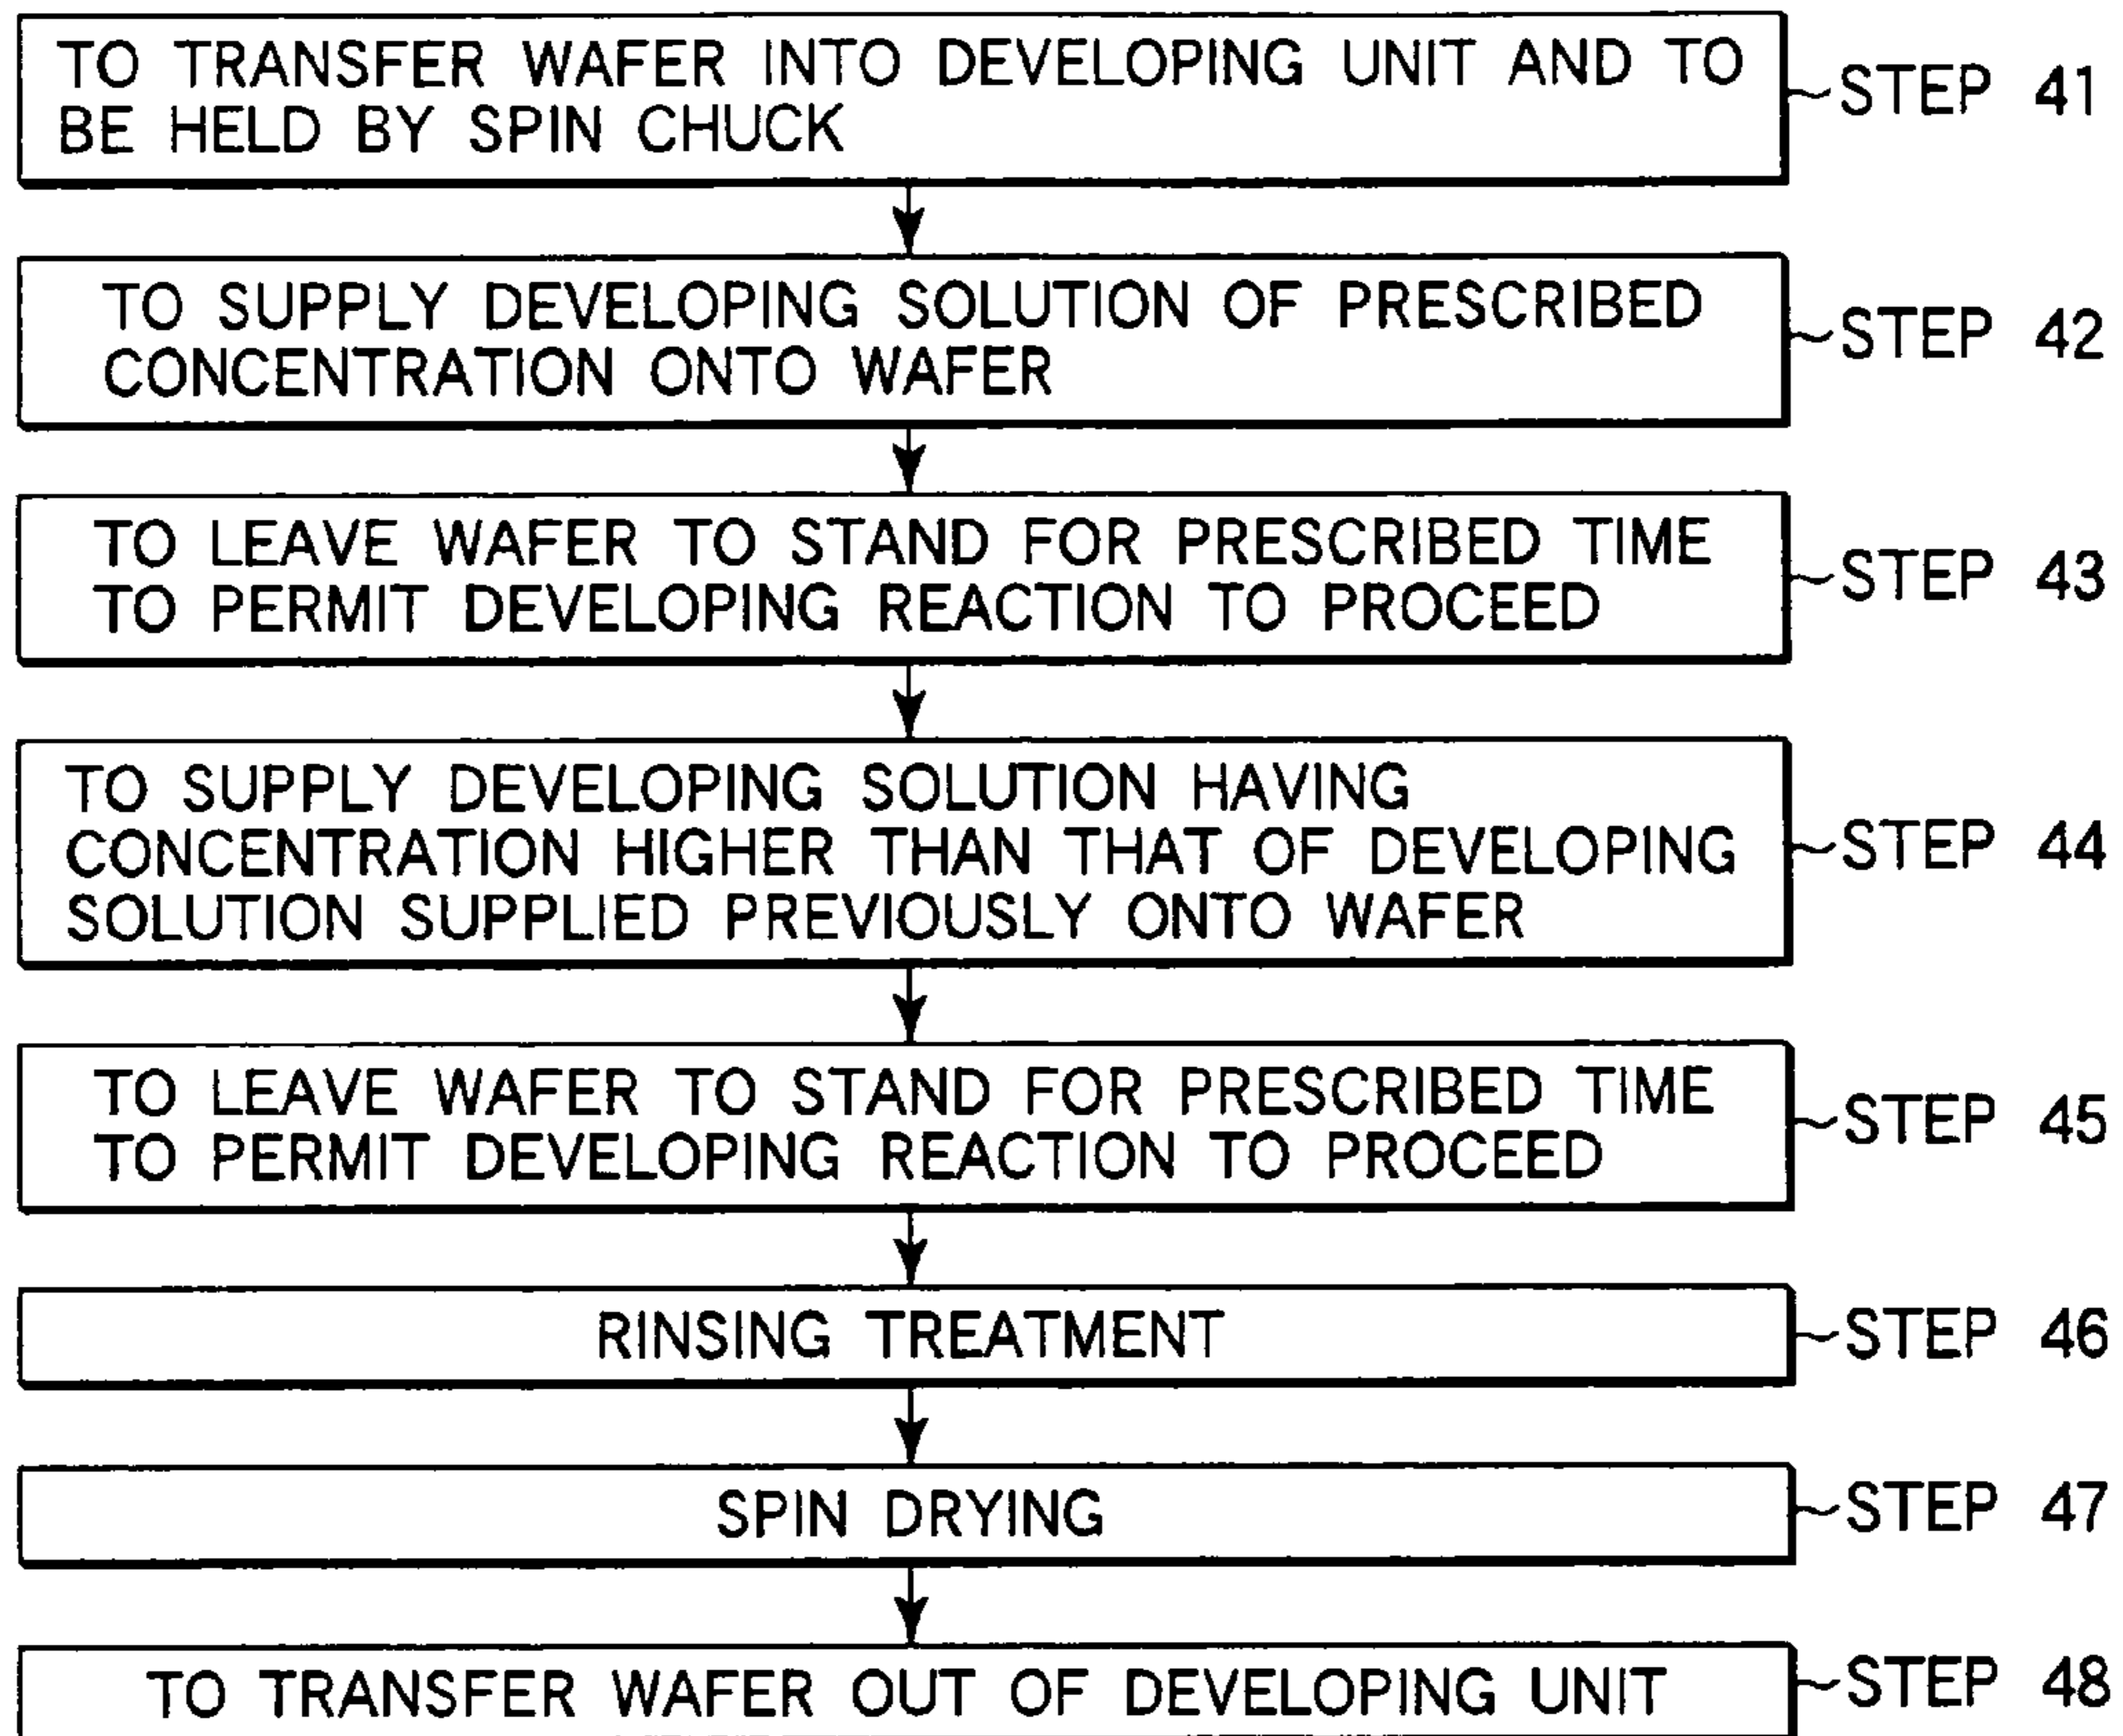 TO TRANSFER WAFER INTO DEVELOPING UNIT AND TO
BE HELD BY SPIN CHUCK
STEP 41
TO SUPPLY DEVELOPING SOLUTION OF PRESCRIBED
CONCENTRATION ONTO WAFER
STEP 42
TO LEAVE WAFER TO STAND FOR PRESCRIBED TIME
TO PERMIT DEVELOPING REACTION TO PROCEED
STEP 43
TO SUPPLY DEVELOPING SOLUTION HAVING
CONCENTRATION HIGHER THAN THAT OF DEVELOPING
SOLUTION SUPPLIED PREVIOUSLY ONTO WAFER
STEP 44
TO LEAVE WAFER TO STAND FOR PRESCRIBED TIME
TO PERMIT DEVELOPING REACTION TO PROCEED
STEP 45
RINSING TREATMENT
STEP 46
SPIN DRYING
STEP 47
TO TRANSFER WAFER OUT OF DEVELOPING UNIT
STEP 48